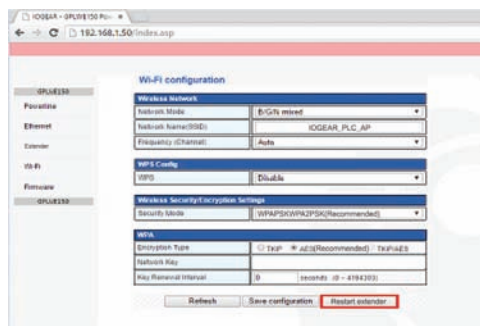 IOGEAR - GPLWE150 Pow
192.168.1.50/index.asp
Wi-Fi configuration
GPLWE150
Powerline
Ethernet
Extender
Wi-Fi
Firmware
GPLWE150
Wireless Network
Network Mode B/G/N mixed
Network Name(SSID) IOGEAR_PLC_AP
Frequency (Channel) Auto
WPS Config
WPS Disable
Wireless Security/Encryption Settings
Security Mode WPAPSKWPA2PSK(Recommended)
WPA
Encryption Type TKIP AES(Recommended) TKIP/AES
Network Key
Key Renewal Interval 0 seconds (0 ~ 4194303)
Refresh Save configuration Restart extender